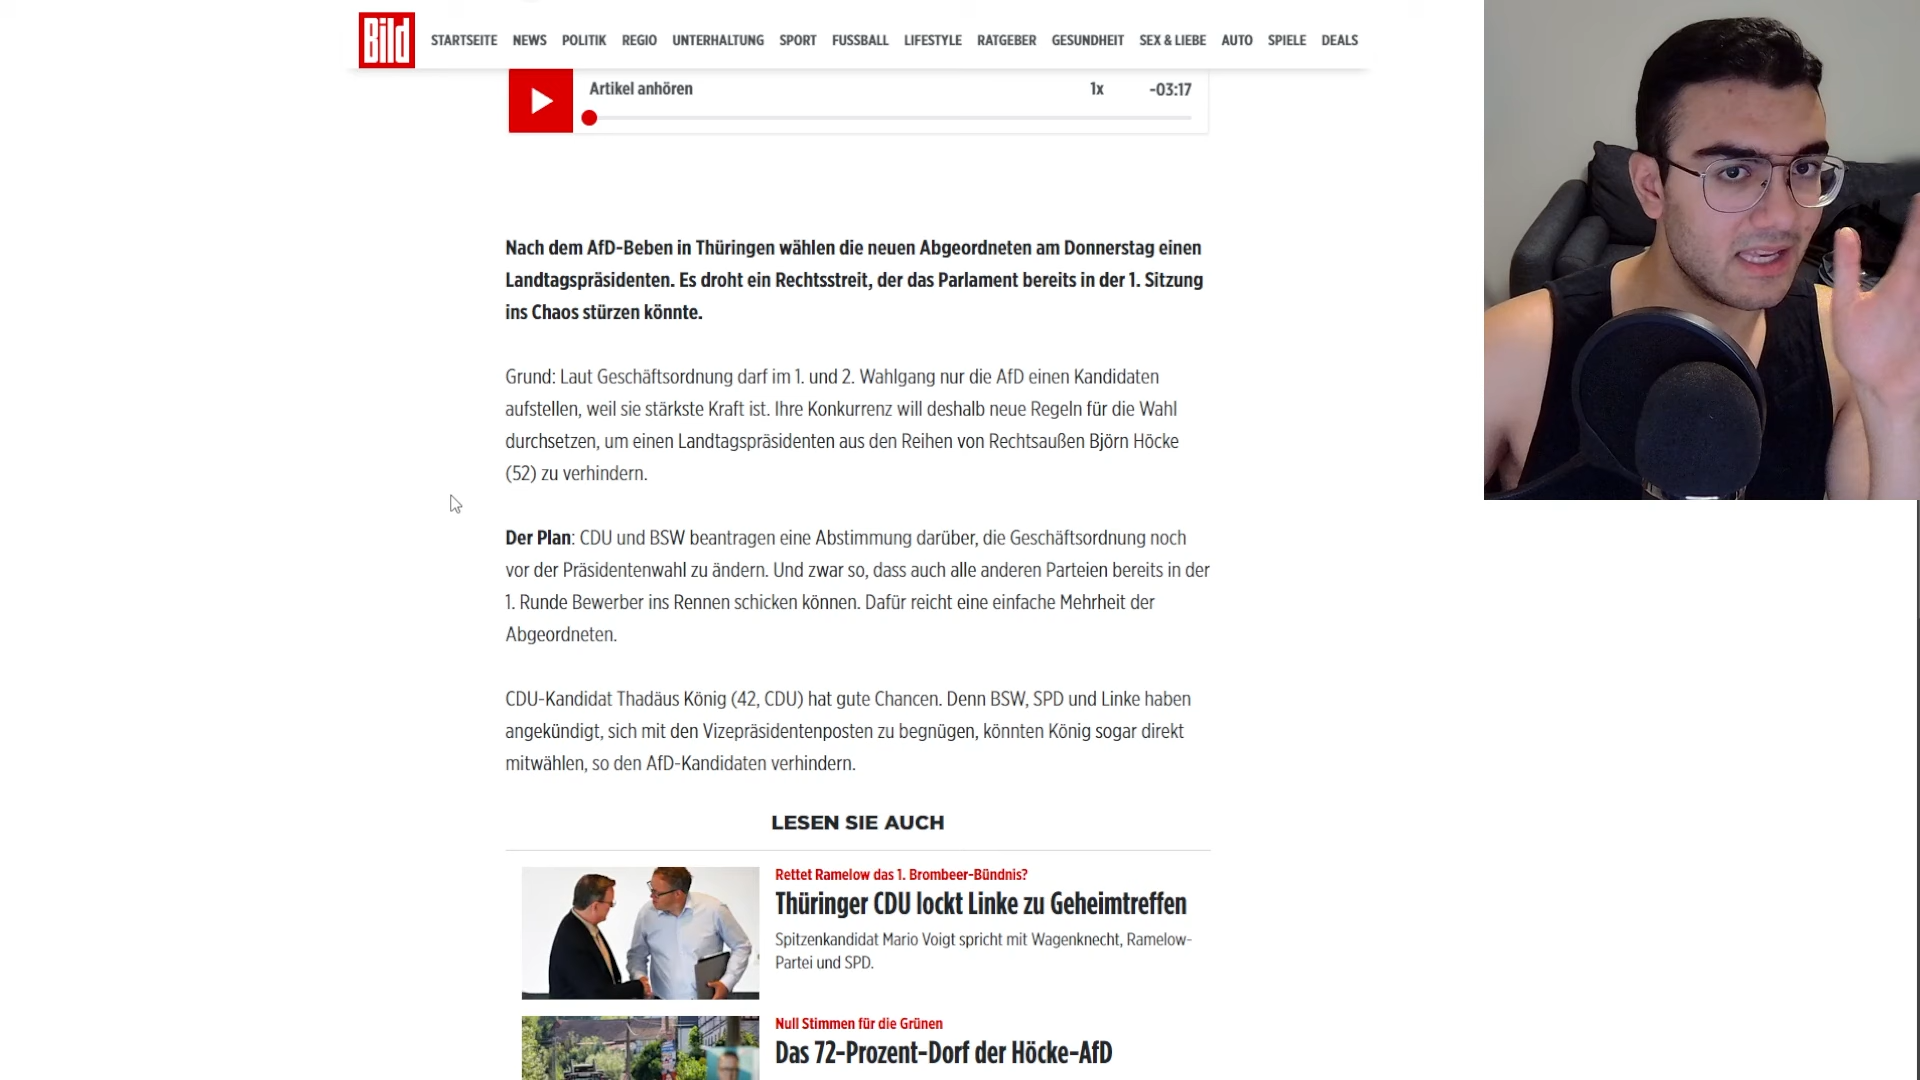 Bild
STARTSEITE NEWS POLITIK REGIO UNTERHALTUNG SPORT FUSSBALL LIFESTYLE RATGEBER GESUNDHEIT SEX & LIEBE AUTO SPIELE DEALS
Artikel anhören 1x -03:17
Nach dem AfD-Beben in Thüringen wählen die neuen Abgeordneten am Donnerstag einen
Landtagspräsidenten. Es droht ein Rechtsstreit, der das Parlament bereits in der 1. Sitzung
ins Chaos stürzen könnte.
Grund: Laut Geschäftsordnung darf im 1. und 2. Wahlgang nur die AfD einen Kandidaten
aufstellen, weil sie stärkste Kraft ist. Ihre Konkurrenz will deshalb neue Regeln für die Wahl
durchsetzen, um einen Landtagspräsidenten aus den Reihen von Rechtsaußen Björn Höcke
(52) zu verhindern.
Der Plan: CDU und BSW beantragen eine Abstimmung darüber, die Geschäftsordnung noch
vor der Präsidentenwahl zu ändern. Und zwar so, dass auch alle anderen Parteien bereits in der
1. Runde Bewerber ins Rennen schicken können. Dafür reicht eine einfache Mehrheit der
Abgeordneten.
CDU-Kandidat Thadäus König (42, CDU) hat gute Chancen. Denn BSW, SPD und Linke haben
angekündigt, sich mit den Vizepräsidentenposten zu begnügen, könnten König sogar direkt
mitwählen, so den AfD-Kandidaten verhindern.
LESEN SIE AUCH
Rettet Ramelow das 1. Brombeer-Bündnis?
Thüringer CDU lockt Linke zu Geheimtreffen
Spitzenkandidat Mario Voigt spricht mit Wagenknecht, Ramelow-
Partei und SPD.
Null Stimmen für die Grünen
Das 72-Prozent-Dorf der Höcke-AfD